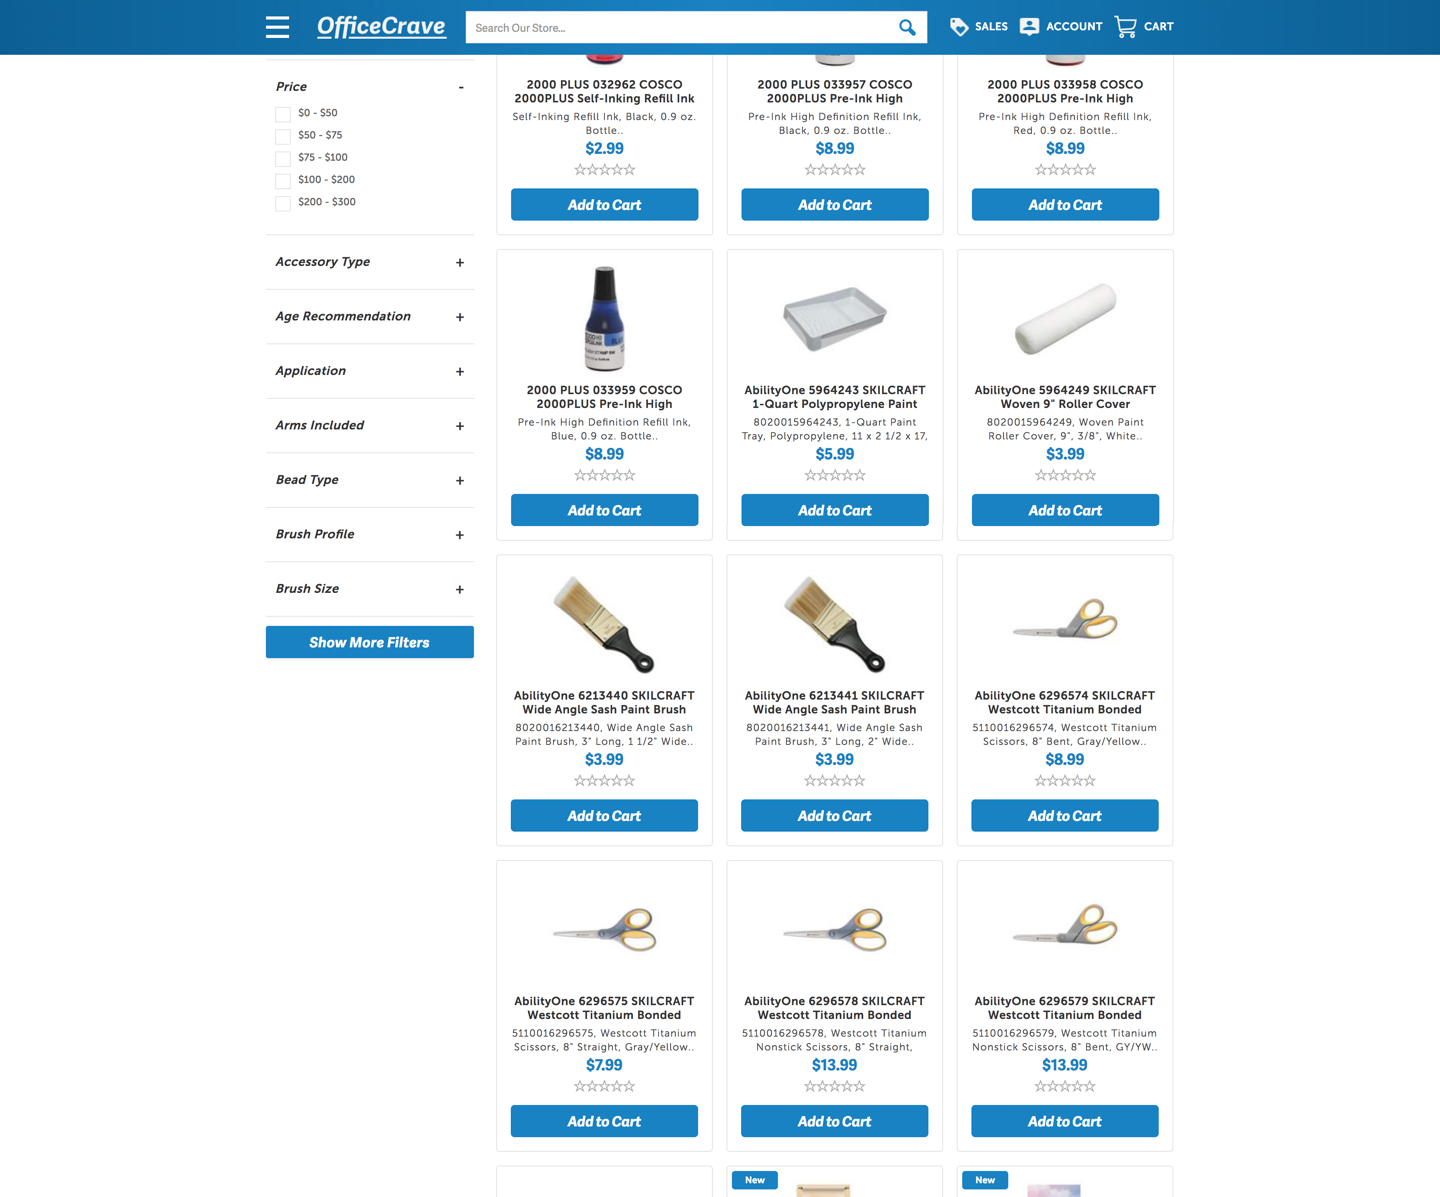 OfficeCrave
Search Our Store...
SALES
ACCOUNT
CART
Price
-
$0 - $50
$50 - $75
$75 - $100
$100 - $200
$200 - $300
Accessory Type +
Age Recommendation +
Application +
Arms Included +
Bead Type +
Brush Profile +
Brush Size +
Show More Filters
2000 PLUS 032962 COSCO
2000PLUS Self-Inking Refill Ink
Self-Inking Refill Ink, Black, 0.9 oz.
Bottle..
$2.99
Add to Cart
2000 PLUS 033957 COSCO
2000PLUS Pre-Ink High
Pre-Ink High Definition Refill Ink,
Black, 0.9 oz. Bottle..
$8.99
Add to Cart
2000 PLUS 033958 COSCO
2000PLUS Pre-Ink High
Pre-Ink High Definition Refill Ink,
Red, 0.9 oz. Bottle..
$8.99
Add to Cart
2000 PLUS 033959 COSCO
2000PLUS Pre-Ink High
Pre-Ink High Definition Refill Ink,
Blue, 0.9 oz. Bottle..
$8.99
Add to Cart
AbilityOne 5964243 SKILCRAFT
1-Quart Polypropylene Paint
8020015964243, 1-Quart Paint
Tray, Polypropylene, 11 x 2 1/2 x 17,
$5.99
Add to Cart
AbilityOne 5964249 SKILCRAFT
Woven 9" Roller Cover
8020015964249, Woven Paint
Roller Cover, 9", 3/8", White..
$3.99
Add to Cart
AbilityOne 6213440 SKILCRAFT
Wide Angle Sash Paint Brush
8020016213440, Wide Angle Sash
Paint Brush, 3" Long, 1 1/2" Wide..
$3.99
Add to Cart
AbilityOne 6213441 SKILCRAFT
Wide Angle Sash Paint Brush
8020016213441, Wide Angle Sash
Paint Brush, 3" Long, 2" Wide..
$3.99
Add to Cart
AbilityOne 6296574 SKILCRAFT
Westcott Titanium Bonded
5110016296574, Westcott Titanium
Scissors, 8" Bent, Gray/Yellow..
$8.99
Add to Cart
AbilityOne 6296575 SKILCRAFT
Westcott Titanium Bonded
5110016296575, Westcott Titanium
Scissors, 8" Straight, Gray/Yellow..
$7.99
Add to Cart
AbilityOne 6296578 SKILCRAFT
Westcott Titanium Bonded
5110016296578, Westcott Titanium
Nonstick Scissors, 8" Straight,
$13.99
Add to Cart
AbilityOne 6296579 SKILCRAFT
Westcott Titanium Bonded
5110016296579, Westcott Titanium
Nonstick Scissors, 8" Bent, GY/YW..
$13.99
Add to Cart
New
New